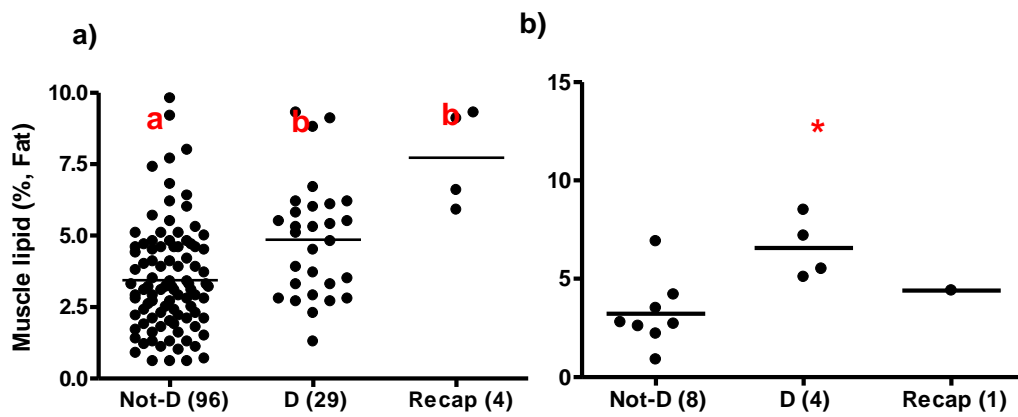 a)
Muscle lipid (%, Fat)
10.0
7.5
5.0
2.5
0.0
a
b
b
Not-D (96)
D (29)
Recap (4)
b)
15
10
5
0
*
Not-D (8)
D (4)
Recap (1)